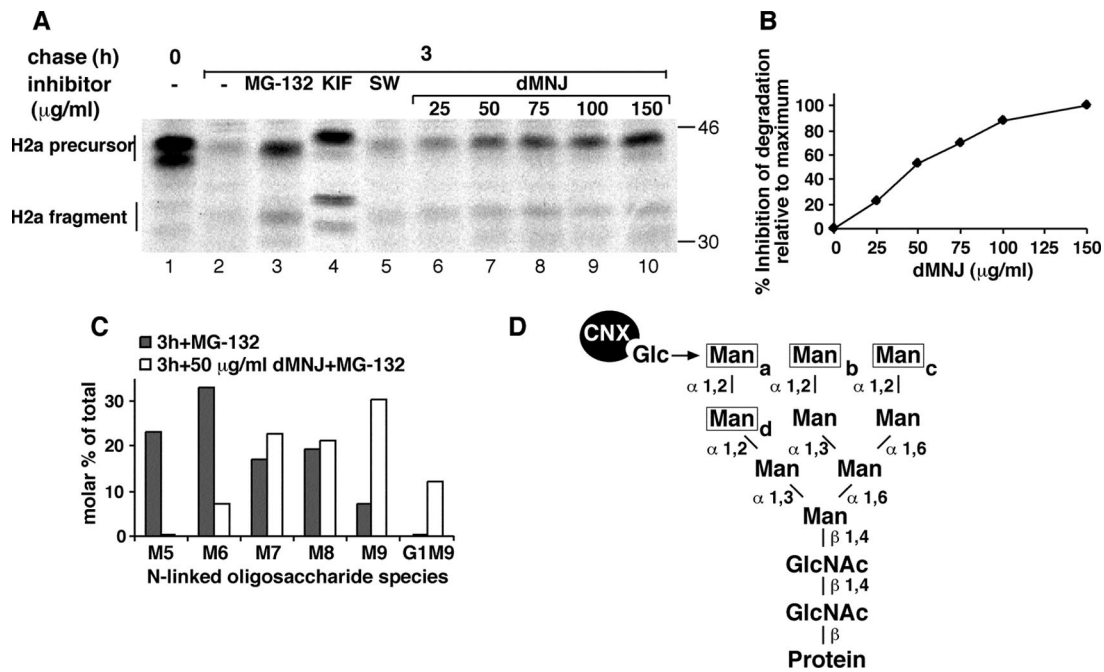 A
chase (h) 0 3
inhibitor - - MG-132 KIF SW dMNJ
(μg/ml) 25 50 75 100 150
H2a precursor
H2a fragment
46
30
1 2 3 4 5 6 7 8 9 10
B
% Inhibition of degradation
relative to maximum
100
80
60
40
20
0
0 25 50 75 100 125 150
dMNJ (μg/ml)
C
3h+MG-132
3h+50 μg/ml dMNJ+MG-132
molar % of total
30
20
10
0
M5 M6 M7 M8 M9 G1M9
N-linked oligosaccharide species
D
CNX
Glc Man a Man b Man c
α 1,2 α 1,2 α 1,2
Man d Man Man
α 1,2 α 1,3 α 1,6
Man Man
α 1,3 α 1,6
Man
β 1,4
GlcNAc
β 1,4
GlcNAc
β
Protein